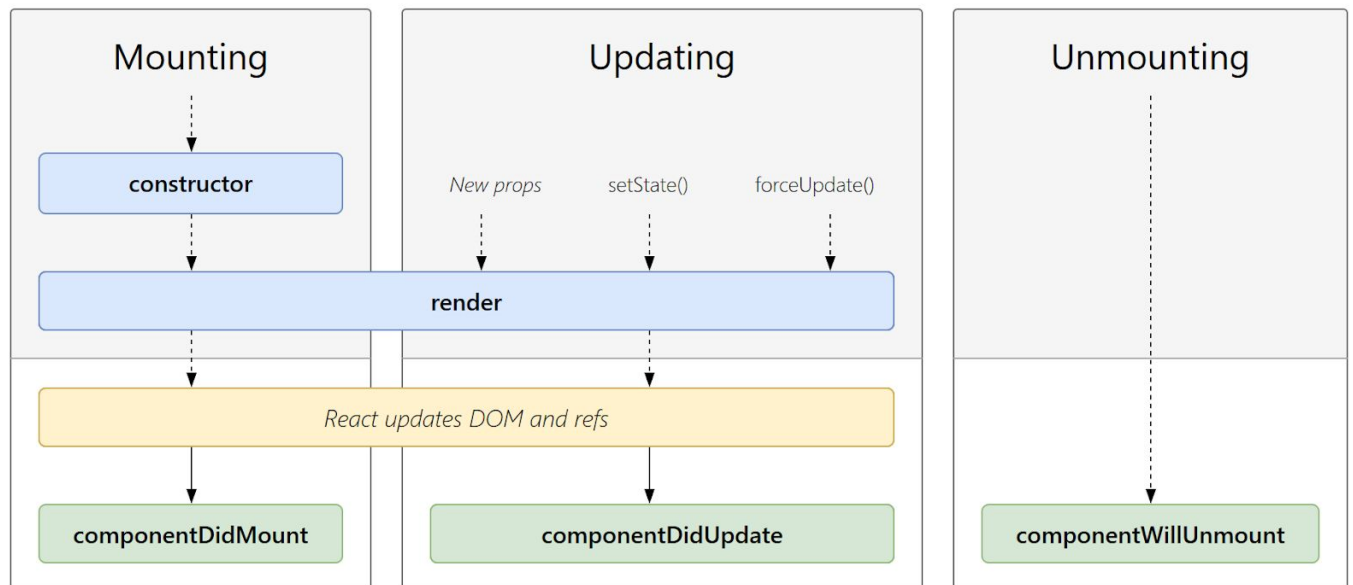 Mounting
Updating
Unmounting
constructor
New props
setState()
forceUpdate()
render
React updates DOM and refs
componentDidMount
componentDidUpdate
componentWillUnmount